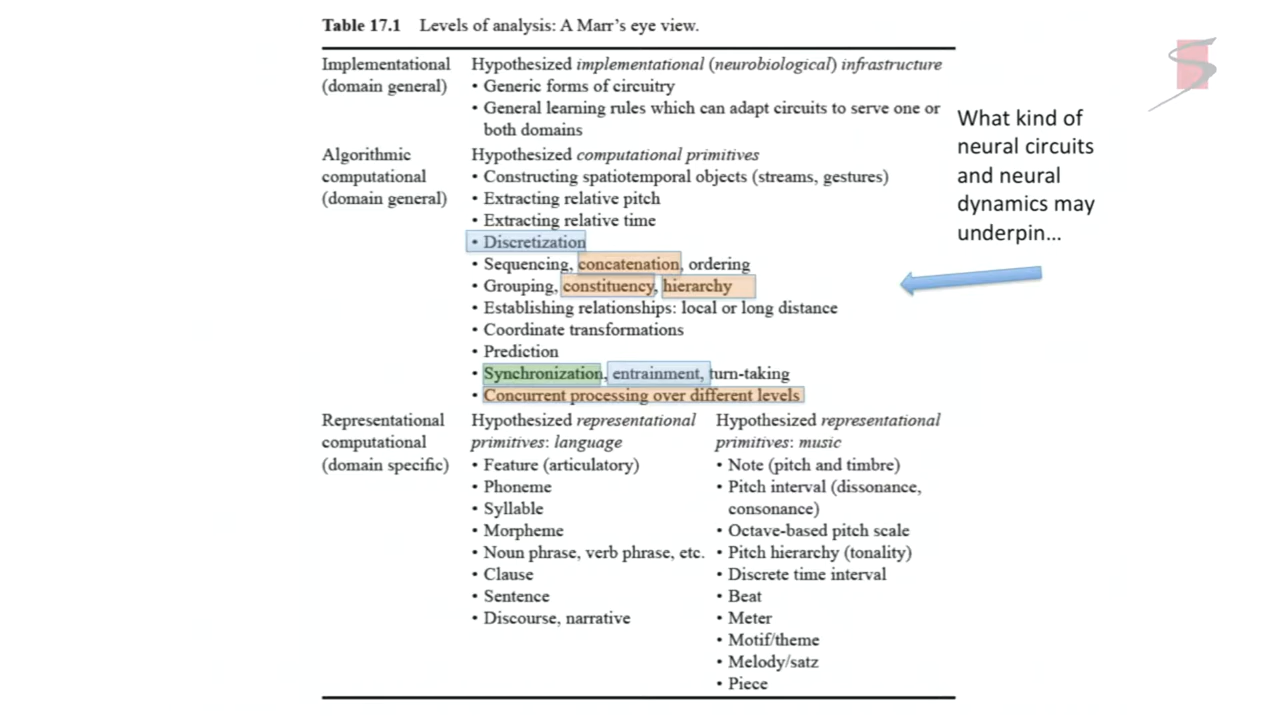 Table 17.1 Levels of analysis: A Marr's eye view.
Implementational (domain general)
Hypothesized implementational (neurobiological) infrastructure
• Generic forms of circuitry
• General learning rules which can adapt circuits to serve one or
both domains
Algorithmic
computational
(domain general)
Hypothesized computational primitives
• Constructing spatiotemporal objects (streams, gestures)
• Extracting relative pitch
• Extracting relative time
• Discretization
• Sequencing, concatenation, ordering
• Grouping, constituency, hierarchy
• Establishing relationships: local or long distance
• Coordinate transformations
• Prediction
• Synchronization, entrainment, turn-taking
• Concurrent processing over different levels
Representational
computational
(domain specific)
Hypothesized representational
primitives: language
• Feature (articulatory)
• Phoneme
• Syllable
• Morpheme
• Noun phrase, verb phrase, etc.
• Clause
• Sentence
• Discourse, narrative
Hypothesized representational
primitives: music
• Note (pitch and timbre)
• Pitch interval (dissonance,
consonance)
• Octave-based pitch scale
• Pitch hierarchy (tonality)
• Discrete time interval
• Beat
• Meter
• Motif/theme
• Melody/satz
• Piece
What kind of
neural circuits
and neural
dynamics may
underpin...